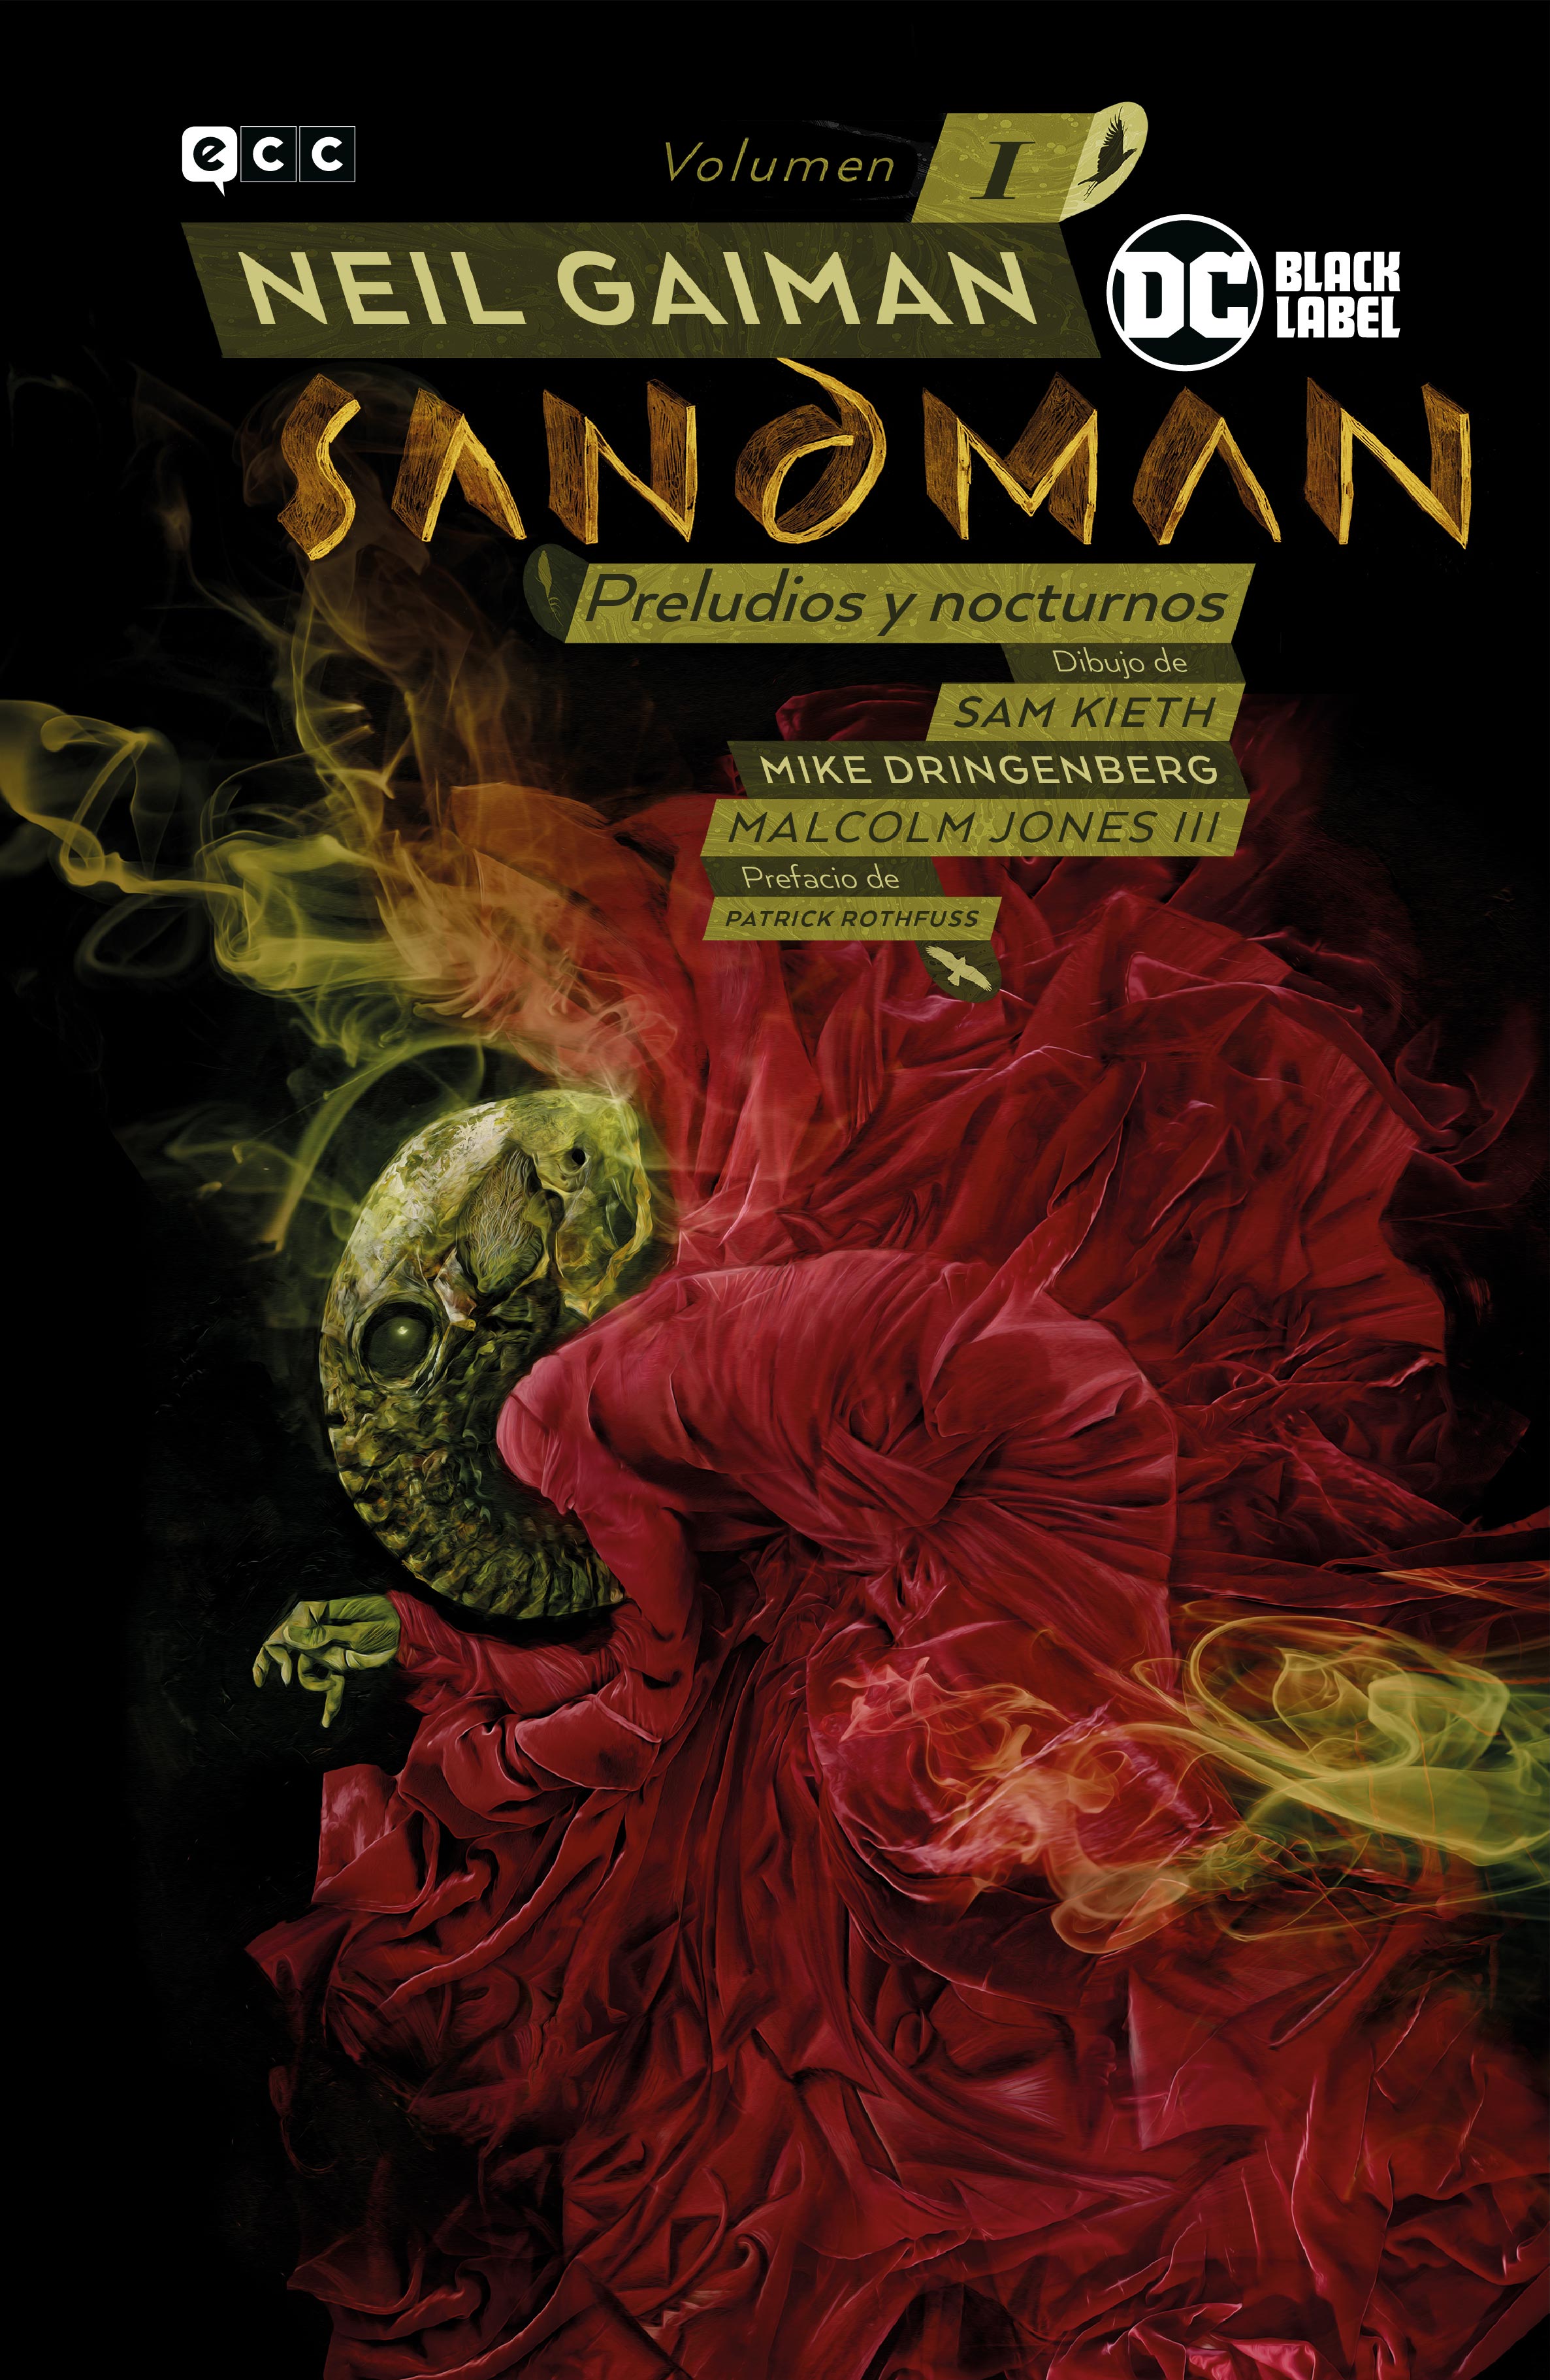 ecc
Volumen I
NEIL GAIMAN
DC BLACK
LABEL
SANDMAN
Preludios y nocturnos
Dibujo de
SAM KIETH
MIKE DRINGENBERG
MALCOLM JONES III
Prefacio de
PATRICK ROTHFUSS